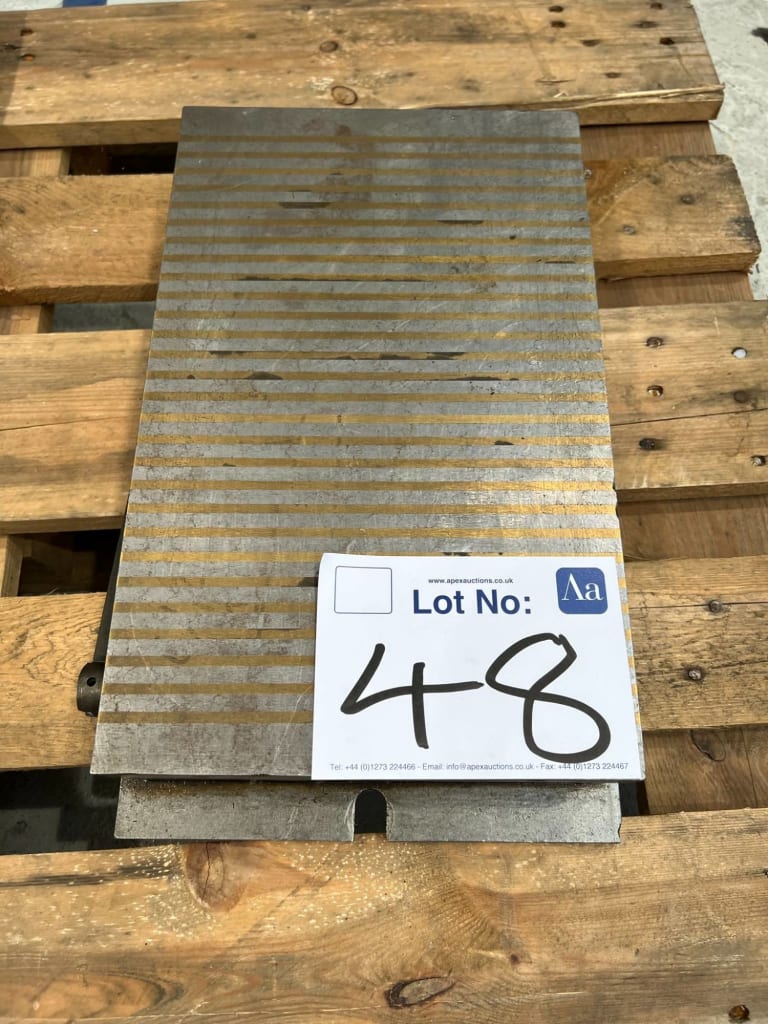 www.apexauctions.co.uk
Lot No:
Aa
48
Tel: +44 (0)1273 224466 - Email: info@apexauctions.co.uk - Fax: +44 (0)1273 224467